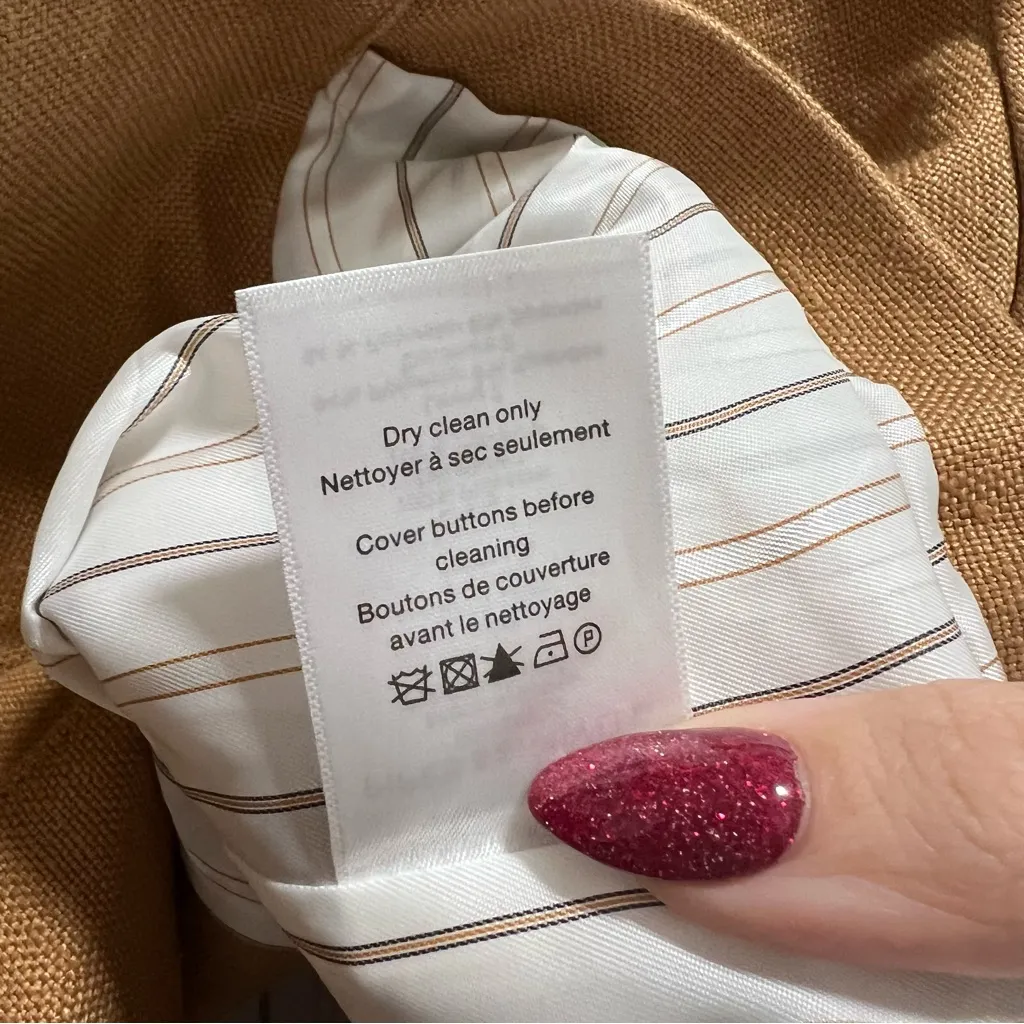 Dry clean only
Nettoyer à sec seulement
Cover buttons before
cleaning
Boutons de couverture
avant le nettoyage
P